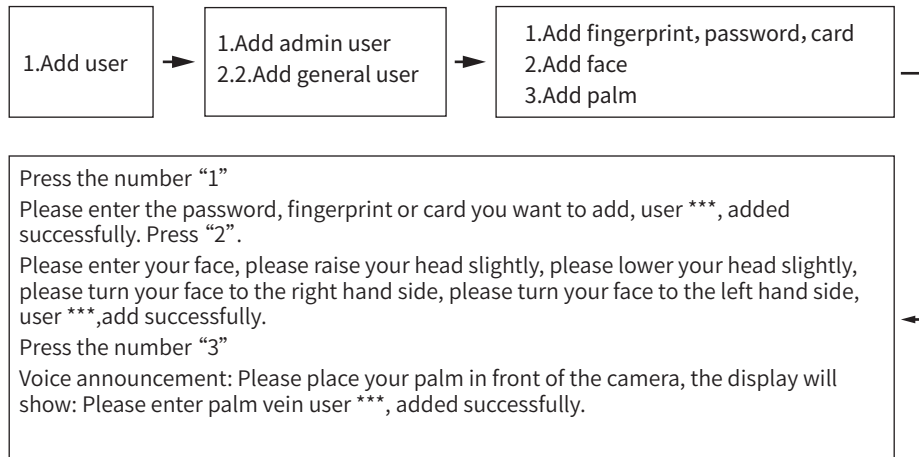 1.Add user
1.Add admin user
2.2.Add general user
1.Add fingerprint, password, card
2.Add face
3.Add palm
Press the number “1”
Please enter the password, fingerprint or card you want to add, user ***, added
successfully. Press “2”.
Please enter your face, please raise your head slightly, please lower your head slightly,
please turn your face to the right hand side, please turn your face to the left hand side,
user ***,add successfully.
Press the number “3”
Voice announcement: Please place your palm in front of the camera, the display will
show: Please enter palm vein user ***, added successfully.